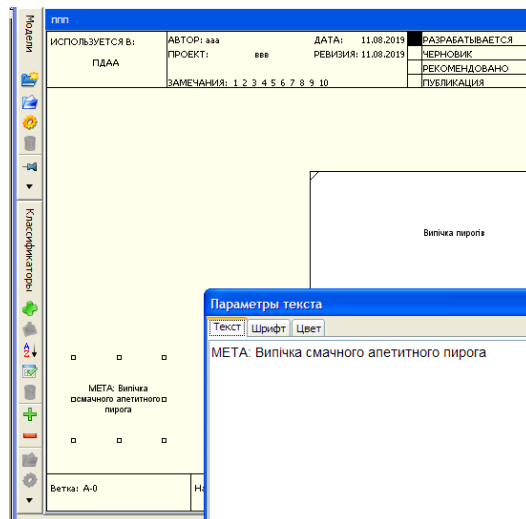 Модели
Классификаторы
ппп
ИСПОЛЬЗУЕТСЯ В:
ПДАА
АВТОР: ааа
ДАТА: 11.08.2019
ПРОЕКТ: ввв
РЕВИЗИЯ: 11.08.2019
ЗАМЕЧАНИЯ: 1 2 3 4 5 6 7 8 9 10
РАЗРАБАТЫВАЕТСЯ
ЧЕРНОВИК
РЕКОМЕНДОВАНО
ПУБЛИКАЦИЯ
Випічка пирогів
Параметры текста
Текст Шрифт Цвет
МЕТА: Випічка смачного апетитного пирога
МЕТА: Випічка
смачного апетитного
пирога
Ветка: А-0